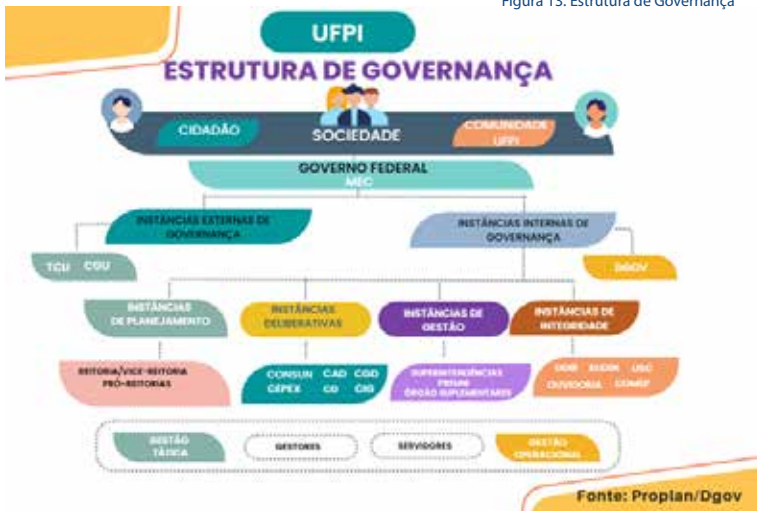 Figura 13: Estrutura de Governança
UFPI
ESTRUTURA DE GOVERNANÇA
CIDADÃO
SOCIEDADE
COMUNIDADE
UFPI
GOVERNO FEDERAL
MEC
INSTÂNCIAS EXTERNAS DE
GOVERNANÇA
INSTÂNCIAS INTERNAS DE
GOVERNANÇA
TCU CGU
DGOV
INSTÂNCIAS
DE PLANEJAMENTO
INSTÂNCIAS
DELIBERATIVAS
INSTÂNCIAS DE
GESTÃO
INSTÂNCIAS DE
INTEGRIDADE
REITORIA/VICE-REITORIA
PRÓ-REITORIAS
CONSUN CAD CGD
CEPEX CD CIG
SUPERINTENDÊNCIAS
PREUNI
ÓRGÃO SUPLEMENTARES
OUVIDORIA
GESTÃO
TÁTICA
GESTORES
SERVIDORES
GESTÃO
OPERACIONAL
Fonte: Proplan/Dgov